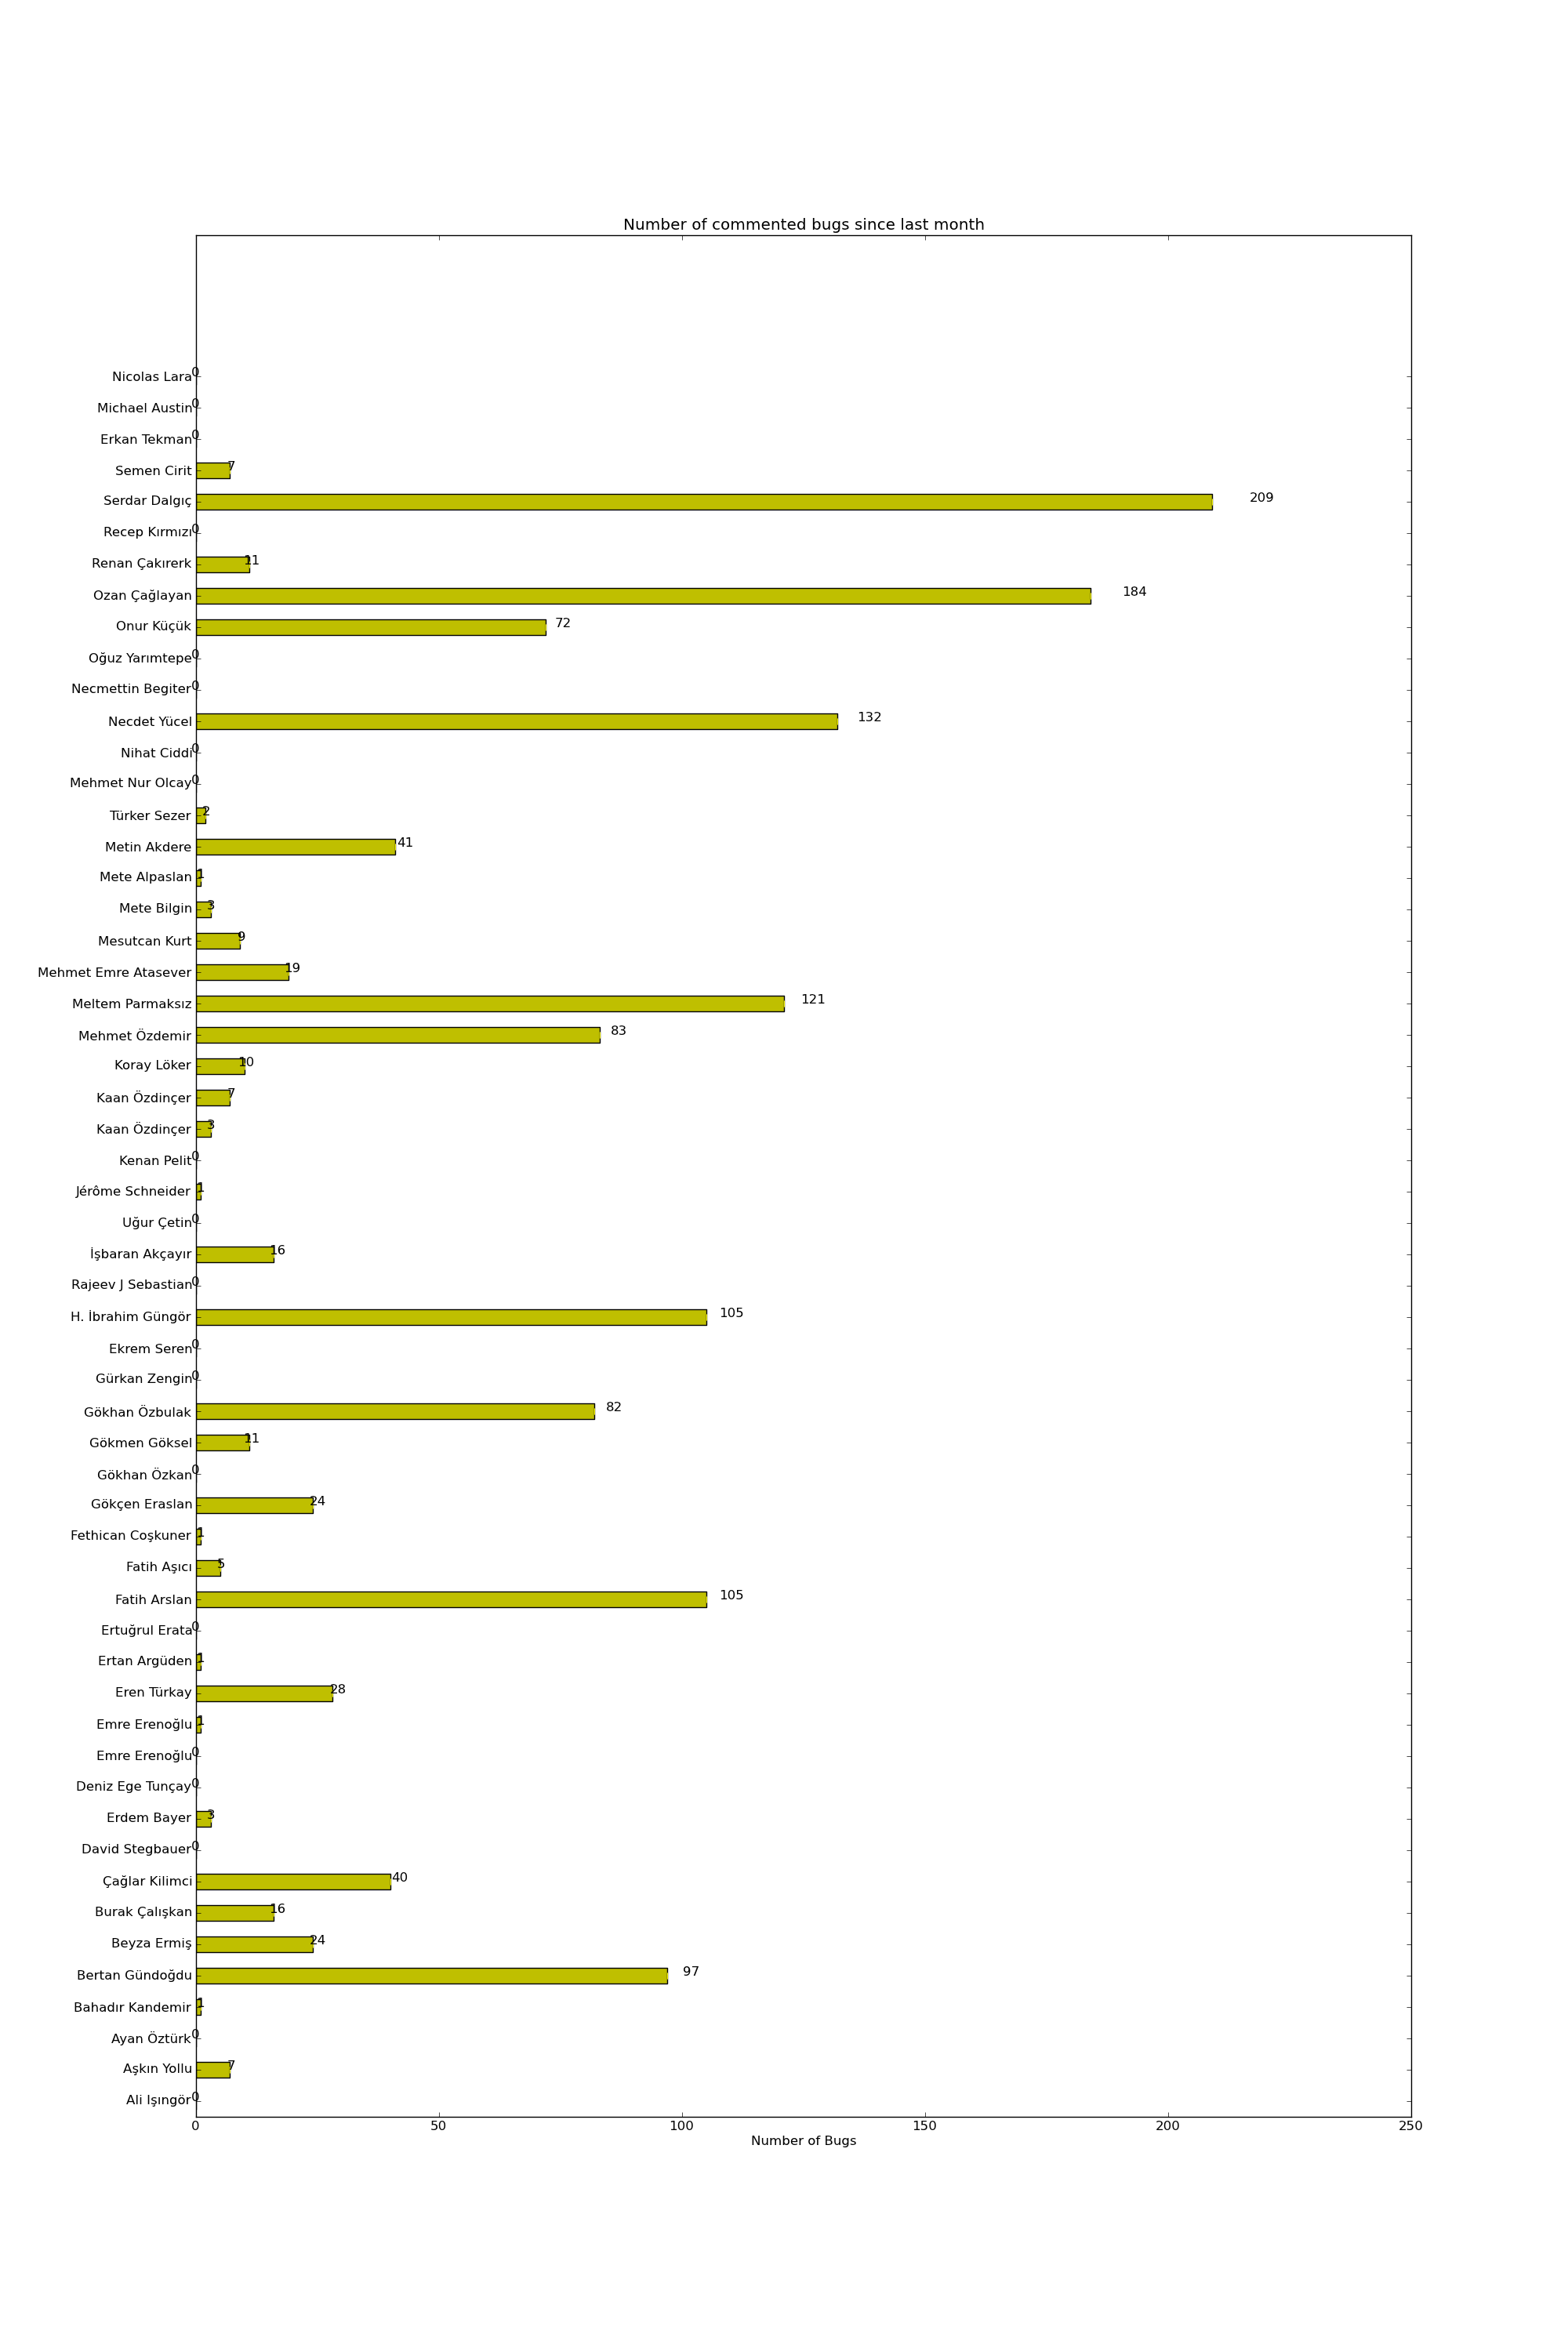 Number of commented bugs since last month
Nicolas Lara 0
Michael Austin 0
Erkan Tekman 0
Semen Cirit 7
Serdar Dalgıç 209
Recep Kırmızı 0
Renan Çakırerk 11
Ozan Çağlayan 184
Onur Küçük 72
Oğuz Yarımtepe 0
Necmettin Begiter 0
Necdet Yücel 132
Nihat Ciddi 0
Mehmet Nur Olcay 0
Türker Sezer 2
Metin Akdere 41
Mete Alpaslan 1
Mete Bilgin 3
Mesutcan Kurt 9
Mehmet Emre Atasever 19
Meltem Parmaksız 121
Mehmet Özdemir 83
Koray Löker 10
Kaan Özdinçer 7
Kaan Özdinçer 3
Kenan Pelit 0
Jérôme Schneider 1
Uğur Çetin 0
İşbaran Akçayır 16
Rajeev J Sebastian 0
H. İbrahim Güngör 105
Ekrem Seren 0
Gürkan Zengin 0
Gökhan Özbulak 82
Gökmen Göksel 11
Gökhan Özkan 0
Gökçen Eraslan 24
Fethican Coşkuner 1
Fatih Aşıcı 5
Fatih Arslan 105
Ertuğrul Erata 0
Ertan Argüden 1
Eren Türkay 28
Emre Erenoğlu 1
Emre Erenoğlu 0
Deniz Ege Tunçay 0
Erdem Bayer 3
David Stegbauer 0
Çağlar Kilimci 40
Burak Çalışkan 16
Beyza Ermiş 24
Bertan Gündoğdu 97
Bahadır Kandemir 1
Ayan Öztürk 0
Aşkın Yollu 7
Ali Işıngör 0
0 50 100 150 200 250
Number of Bugs